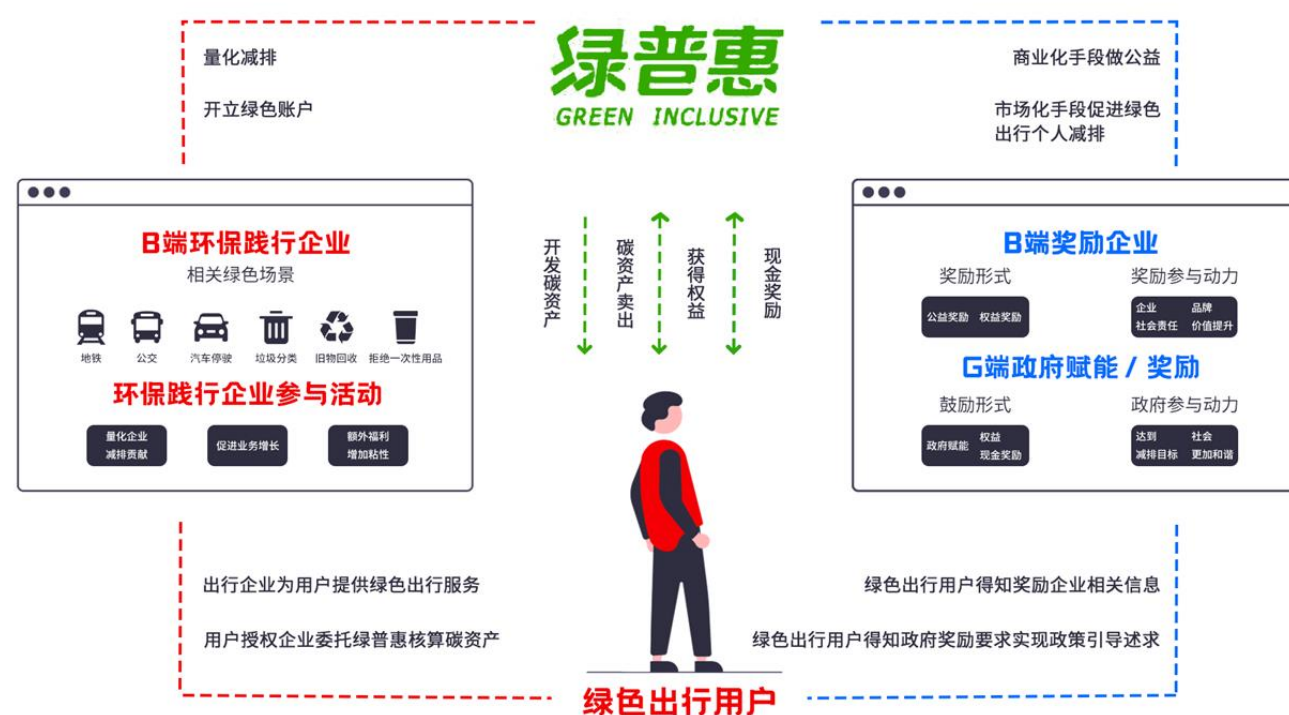 绿普惠
GREEN INCLUSIVE
量化减排
开立绿色账户
商业化手段做公益
市场化手段促进绿色
出行个人减排
B端环保践行企业
相关绿色场景
地铁
公交
汽车停驶
垃圾分类
旧物回收
拒绝一次性用品
环保践行企业参与活动
量化企业
减排贡献
促进业务增长
额外福利
增加粘性
开发碳资产
碳资产卖出
获得权益
现金奖励
B端奖励企业
奖励形式
奖励参与动力
公益奖励 权益奖励
企业 品牌
社会责任 价值提升
G端政府赋能 / 奖励
鼓励形式
政府参与动力
政府赋能
权益
现金奖励
达到 社会
减排目标 更加和谐
出行企业为用户提供绿色出行服务
用户授权企业委托绿普惠核算碳资产
绿色出行用户得知奖励企业相关信息
绿色出行用户得知政府奖励要求实现政策引导述求
绿色出行用户